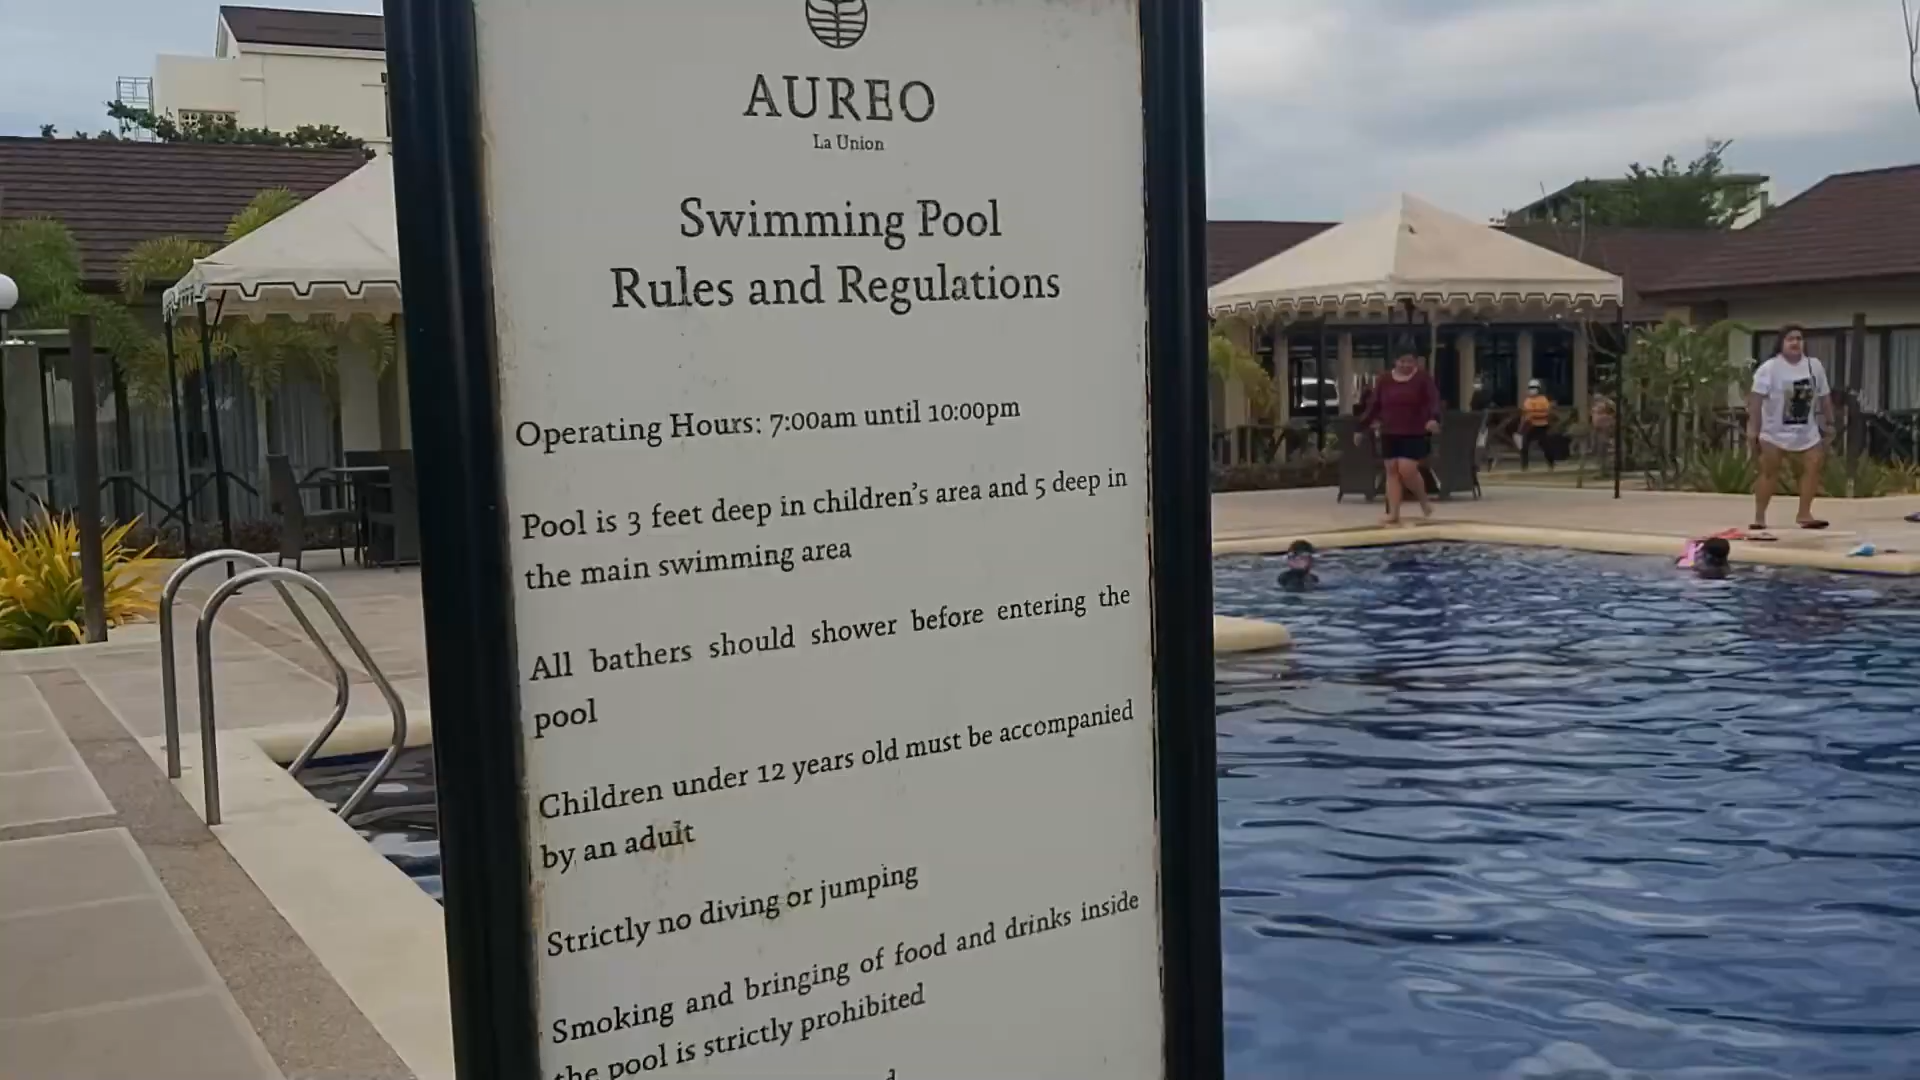 AUREO
La Union
Swimming Pool
Rules and Regulations
Operating Hours: 7:00am until 10:00pm
Pool is 3 feet deep in children's area and 5 deep in
the main swimming area
All bathers should shower before entering the
pool
Children under 12 years old must be accompanied
by an adult
Strictly no diving or jumping
Smoking and bringing of food and drinks inside
the pool is strictly prohibited